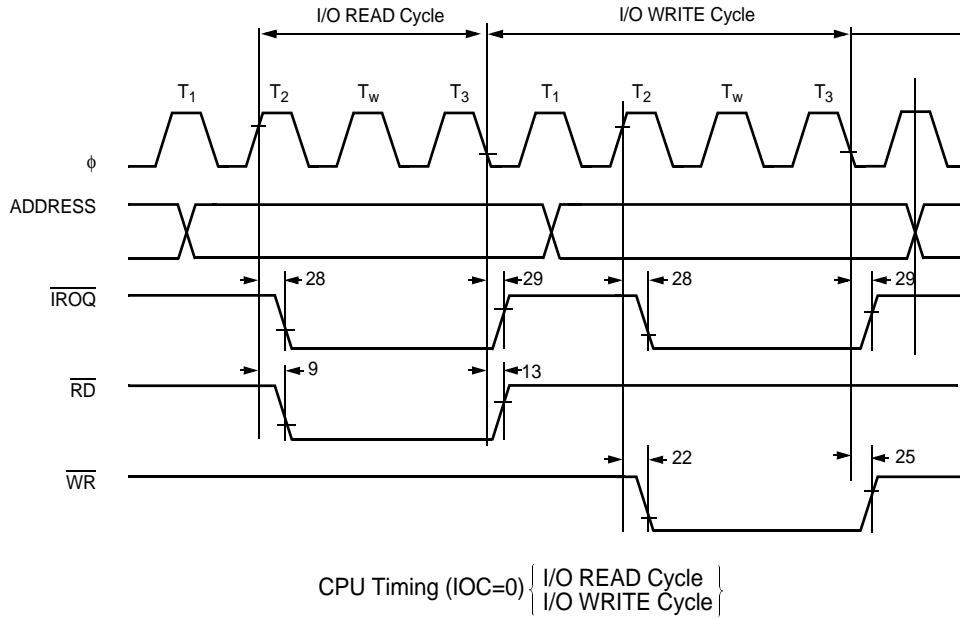 I/O READ Cycle I/O WRITE Cycle
T1 T2 Tw T3 T1 T2 Tw T3
ϕ
ADDRESS
28 29 28 29
IROQ
9 13
RD
22 25
WR
CPU Timing (IOC=0) { I/O READ Cycle
I/O WRITE Cycle }